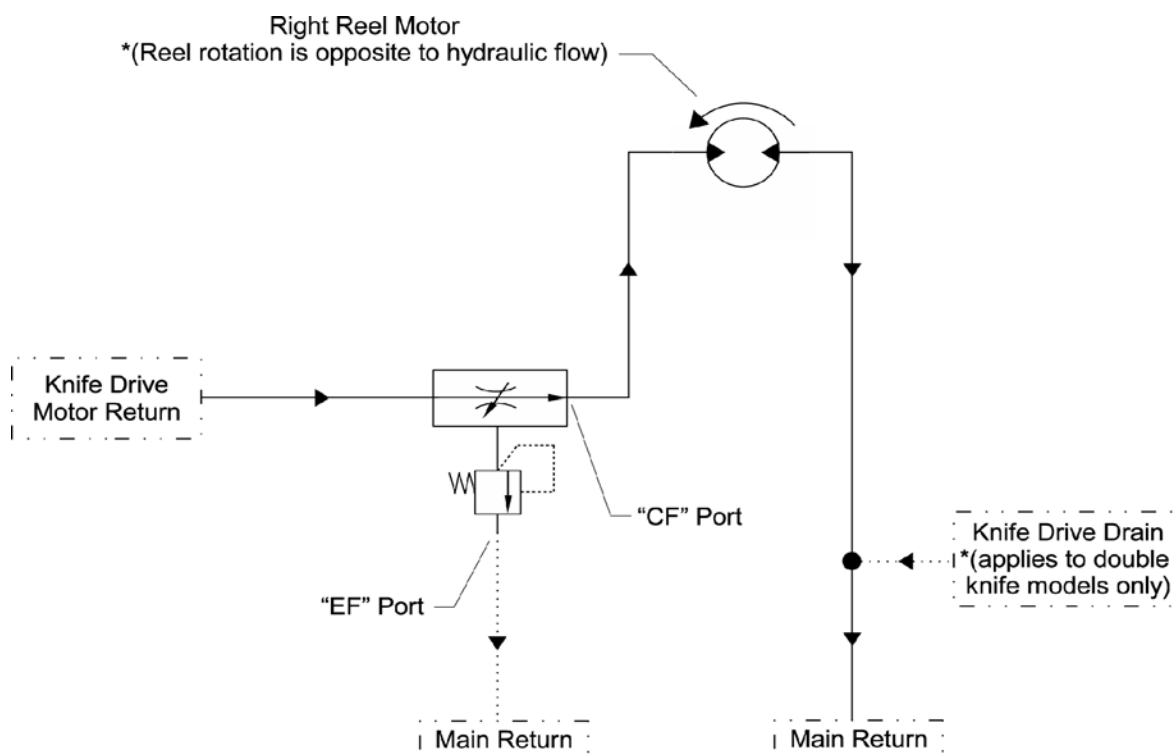 Right Reel Motor
*(Reel rotation is opposite to hydraulic flow)
Knife Drive
Motor Return
“CF” Port
“EF” Port
Knife Drive Drain
*(applies to double
knife models only)
Main Return
Main Return